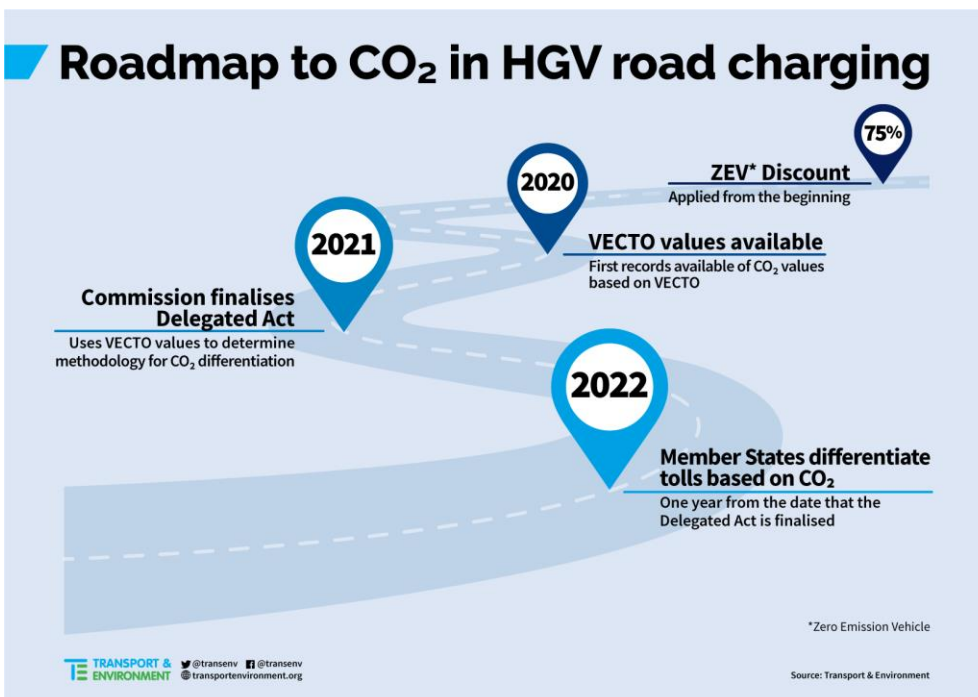 Roadmap to CO₂ in HGV road charging
75%
ZEV* Discount
Applied from the beginning
2020
VECTO values available
First records available of CO₂ values
based on VECTO
2021
Commission finalises
Delegated Act
Uses VECTO values to determine
methodology for CO₂ differentiation
2022
Member States differentiate
tolls based on CO₂
One year from the date that the
Delegated Act is finalised
*Zero Emission Vehicle
TE TRANSPORT &
ENVIRONMENT
@transenv @transenv
transportenvironment.org
Source: Transport & Environment